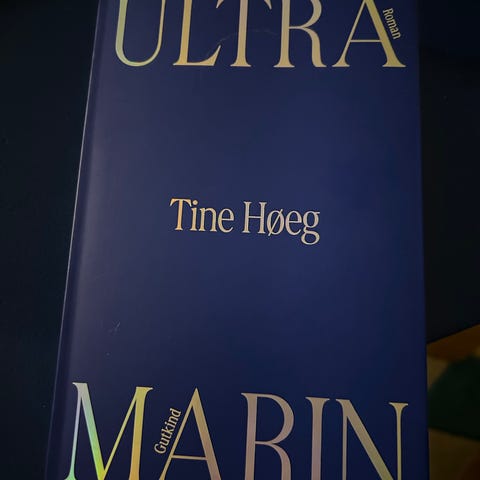 ULTRA
Roman
Tine Høeg
Gutkind
MARIN